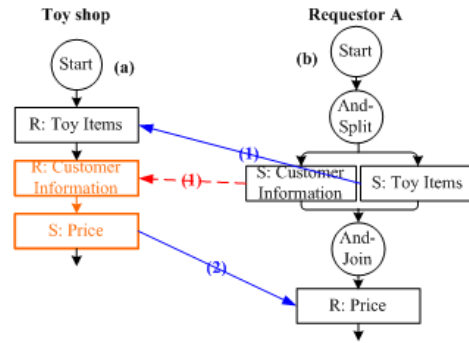 Toy shop
Requestor A
Start
(a)
(b)
Start
And-
Split
R: Toy Items
(1)
R: Customer
Information
(1)
S: Customer
Information
S: Toy Items
S: Price
(2)
And-
Join
R: Price